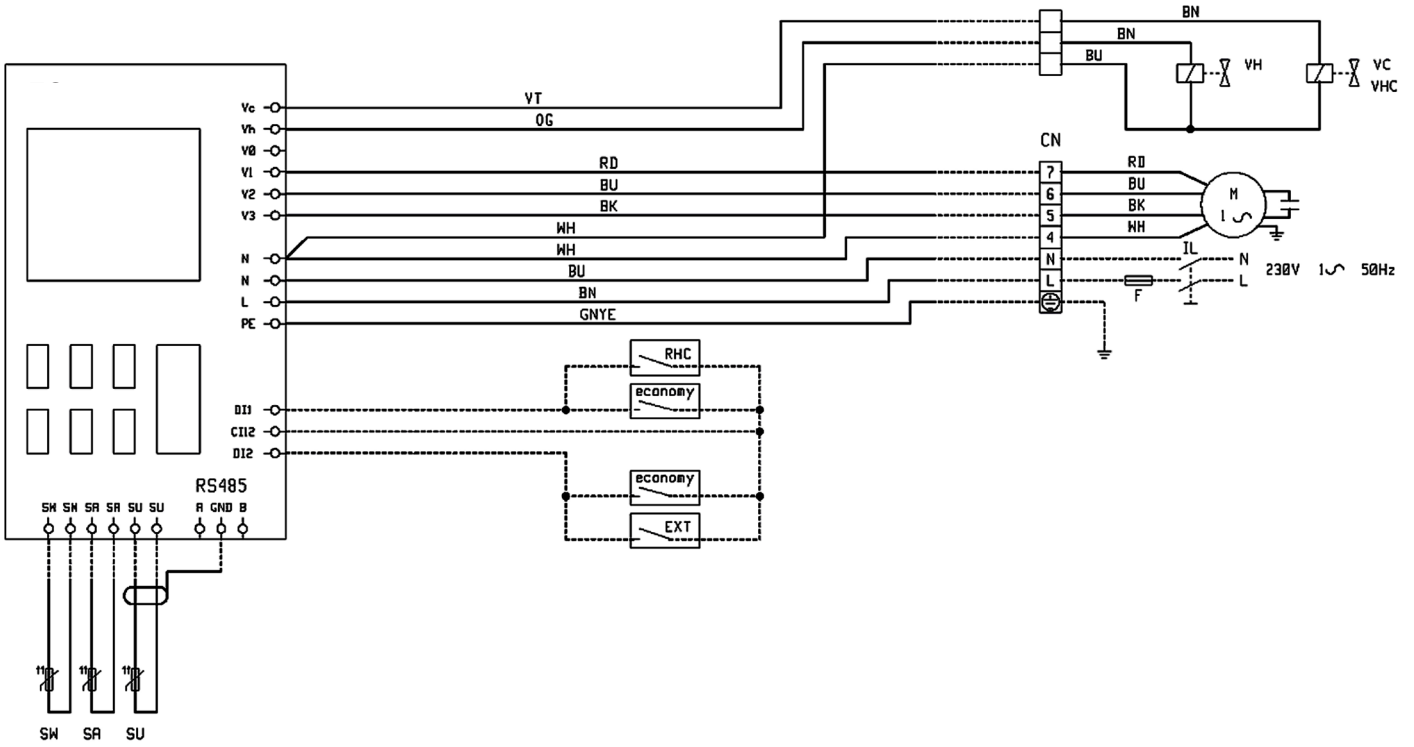 BN
BN
BU
VH
VC
VHC
Vc
VT
Vh
OG
V0
CN
V1
RD
7
RD
V2
BU
6
BU
M
V3
BK
5
BK
1
WH
4
WH
N
WH
N
IL
N
230V 1 50Hz
N
BU
L
F
L
L
BN
PE
GNYE
RHC
economy
DI1
CI12
DI2
economy
EXT
RS485
SW SW SA SA SU SU A GND B
SW SA SU